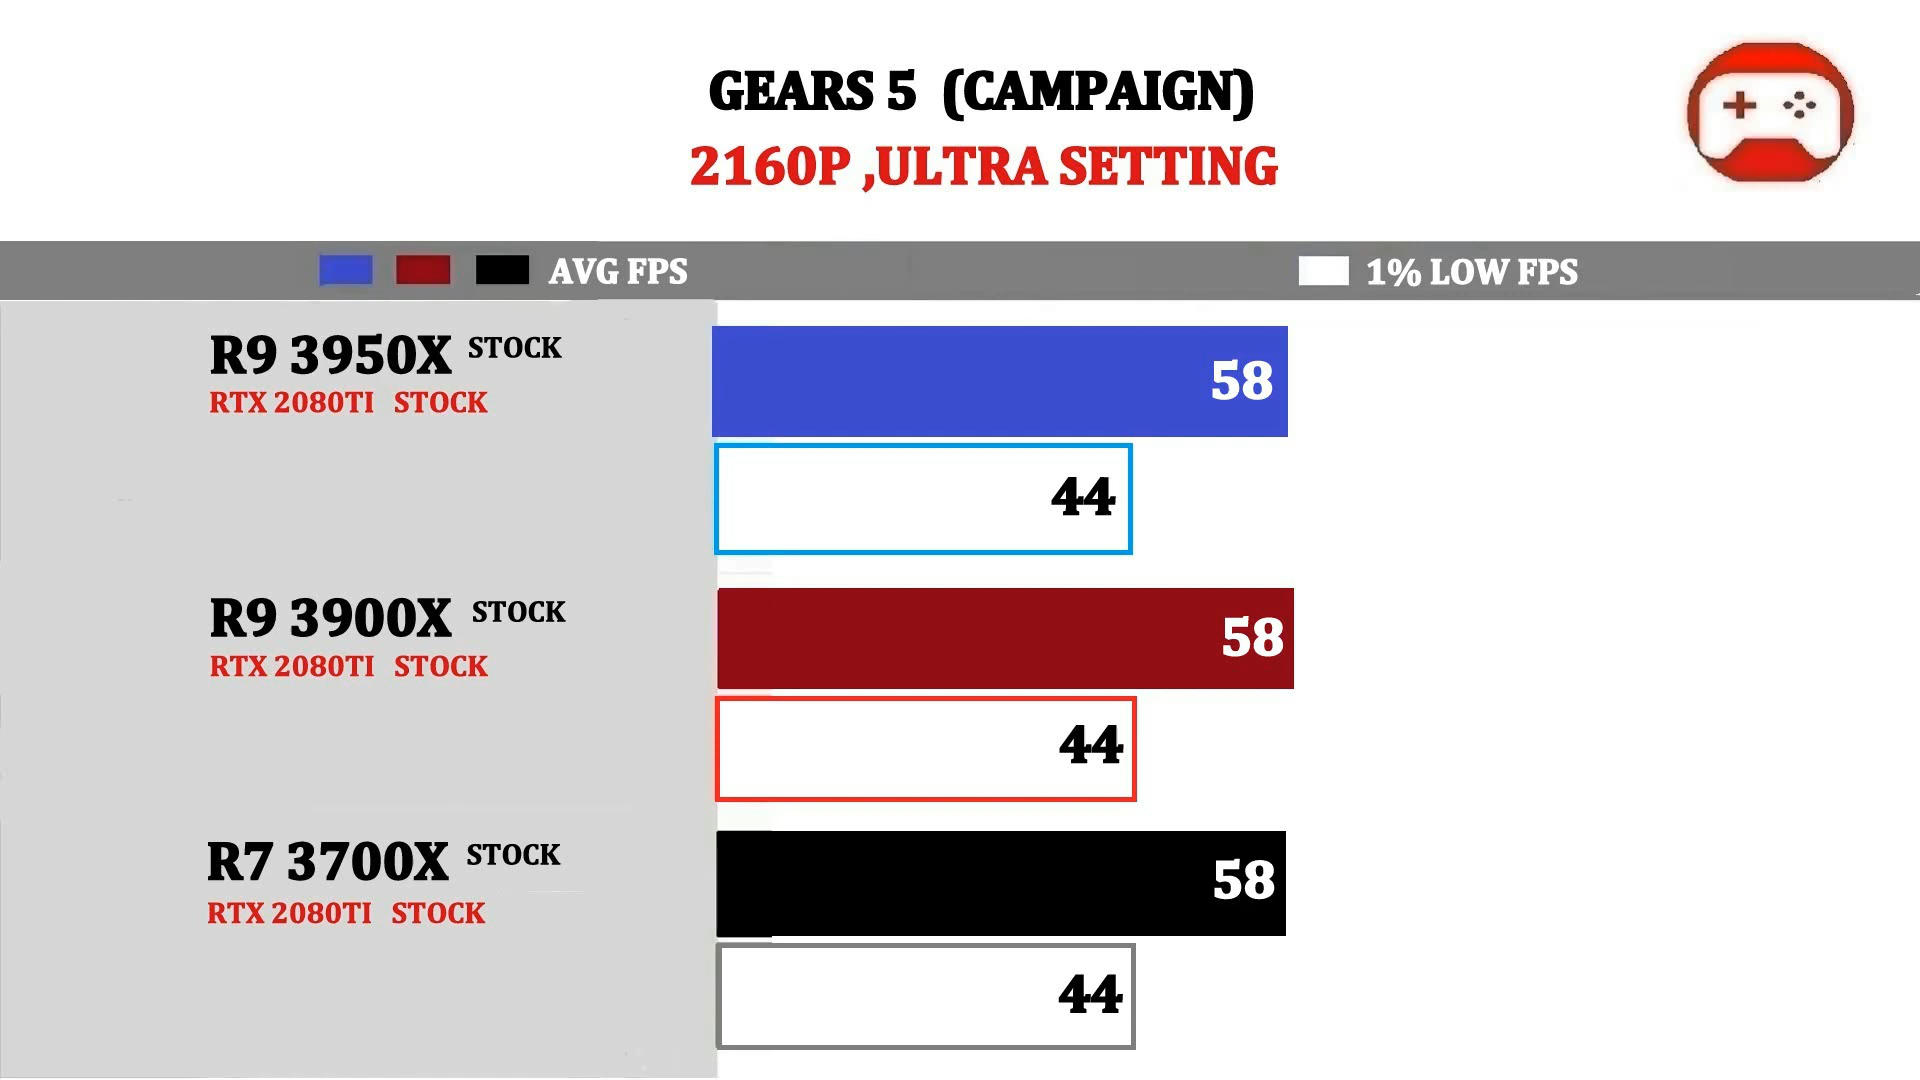 GEARS 5 (CAMPAIGN)
2160P ,ULTRA SETTING
AVG FPS 1% LOW FPS
R9 3950X STOCK
RTX 2080TI STOCK
58
44
R9 3900X STOCK
RTX 2080TI STOCK
58
44
R7 3700X STOCK
RTX 2080TI STOCK
58
44